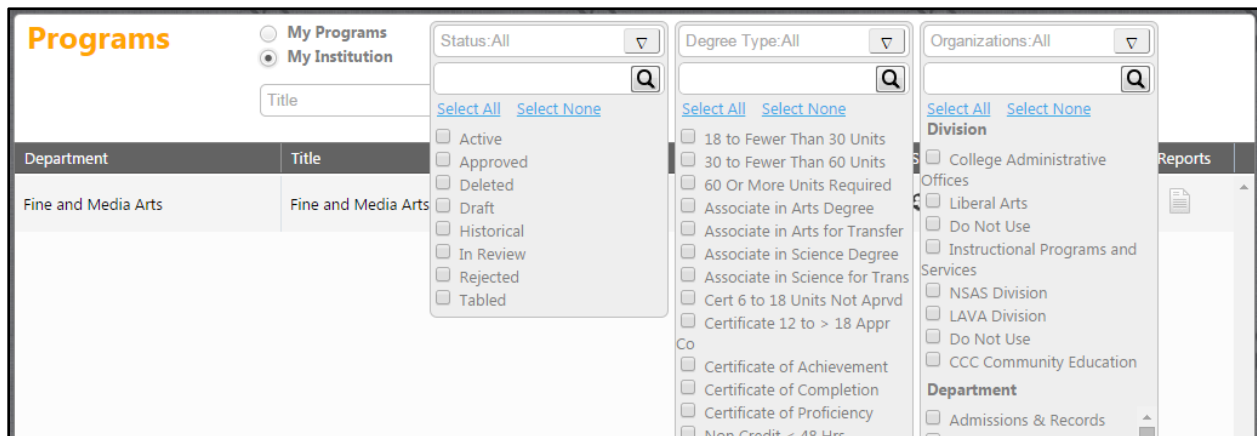 Programs
My Programs
My Institution
Title
Status:All
Select All Select None
Active
Approved
Deleted
Draft
Historical
In Review
Rejected
Tabled
Degree Type:All
Select All Select None
18 to Fewer Than 30 Units
30 to Fewer Than 60 Units
60 Or More Units Required
Associate in Arts Degree
Associate in Arts for Transfer
Associate in Science Degree
Associate in Science for Trans
Cert 6 to 18 Units Not Aprvd
Certificate 12 to > 18 Appr
Co
Certificate of Achievement
Certificate of Completion
Certificate of Proficiency
Non Credit < 48 Hrs
Organizations:All
Select All Select None
Division
College Administrative
Offices
Liberal Arts
Do Not Use
Instructional Programs and
Services
NSAS Division
LAVA Division
Do Not Use
CCC Community Education
Department
Admissions & Records
Department Title Reports
Fine and Media Arts Fine and Media Arts